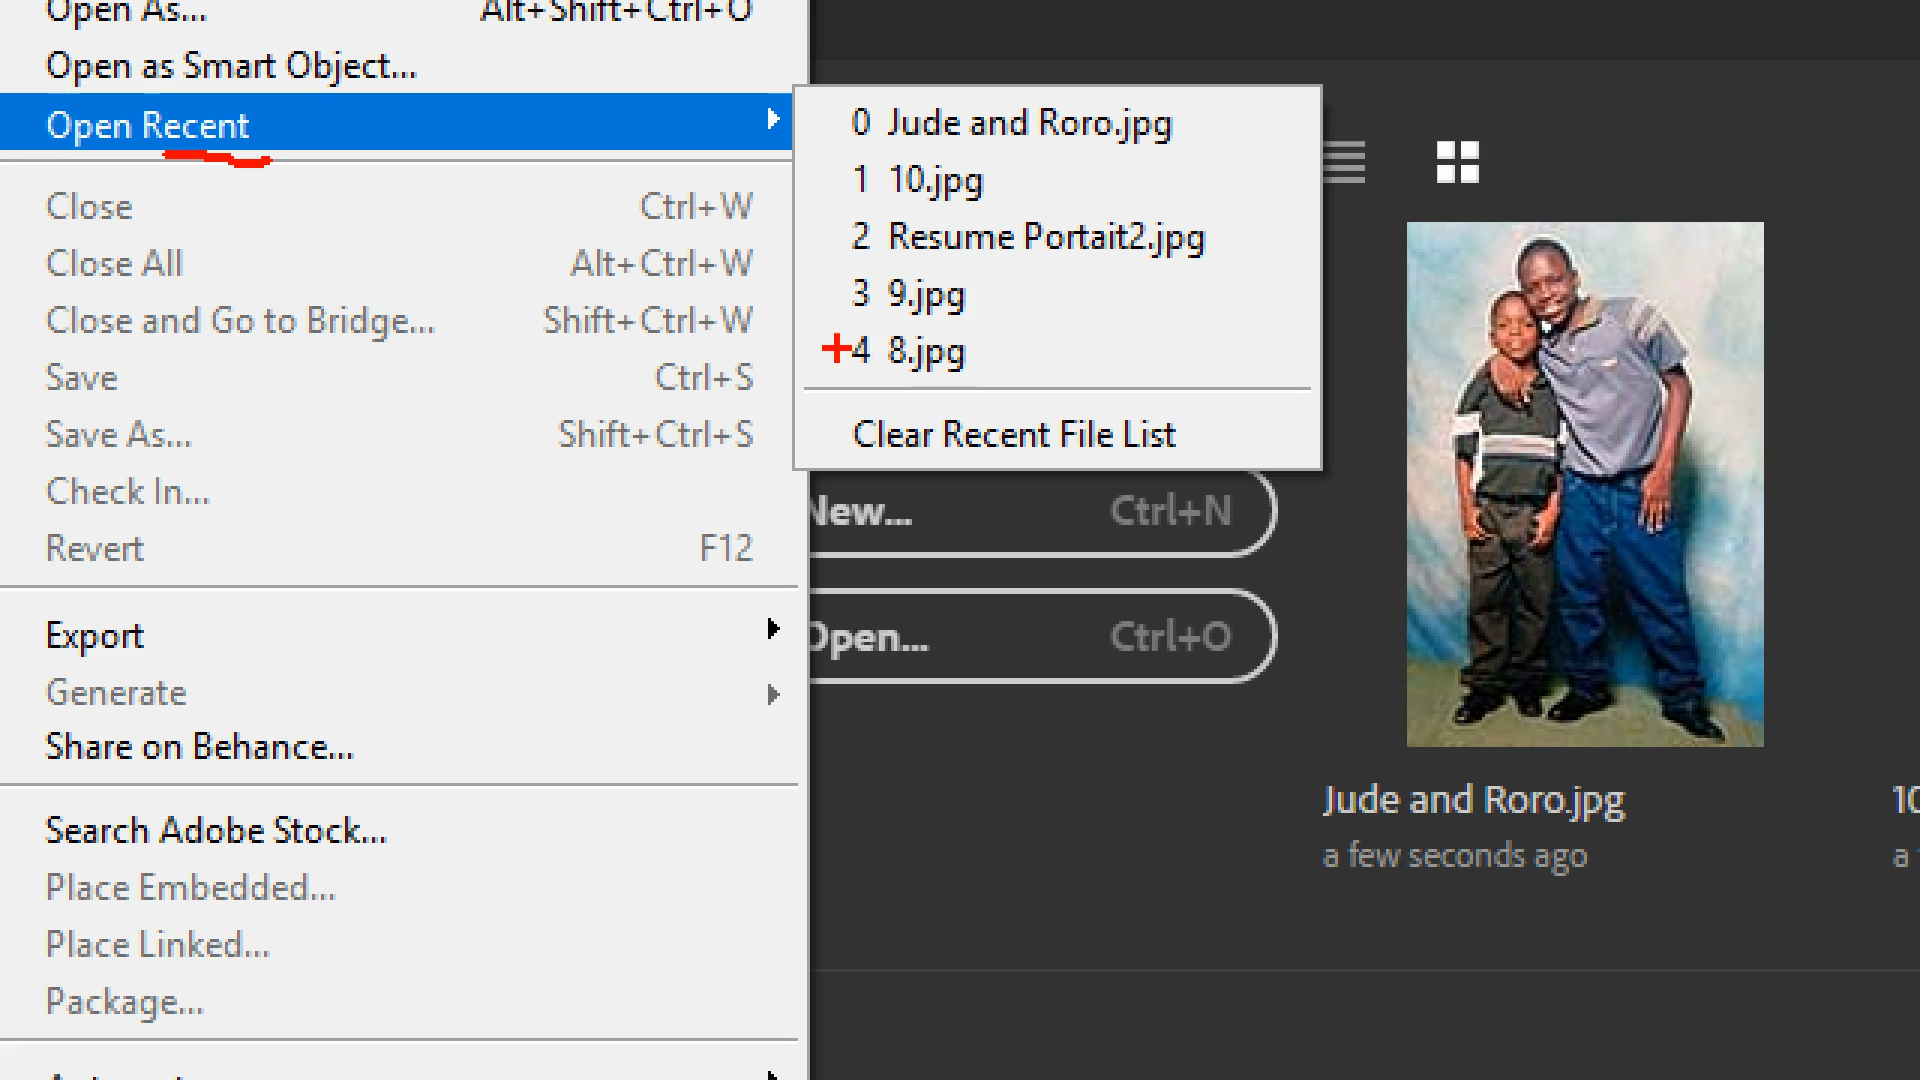 Open As... Alt+Shift+Ctrl+O
Open as Smart Object...
Open Recent
Close Ctrl+W
Close All Alt+Ctrl+W
Close and Go to Bridge... Shift+Ctrl+W
Save Ctrl+S
Save As... Shift+Ctrl+S
Check In...
Revert F12
Export
Generate
Share on Behance...
Search Adobe Stock...
Place Embedded...
Place Linked...
Package...
0 Jude and Roro.jpg
1 10.jpg
2 Resume Portait2.jpg
3 9.jpg
+4 8.jpg
Clear Recent File List
New... Ctrl+N
Open... Ctrl+O
Jude and Roro.jpg
a few seconds ago
10
a